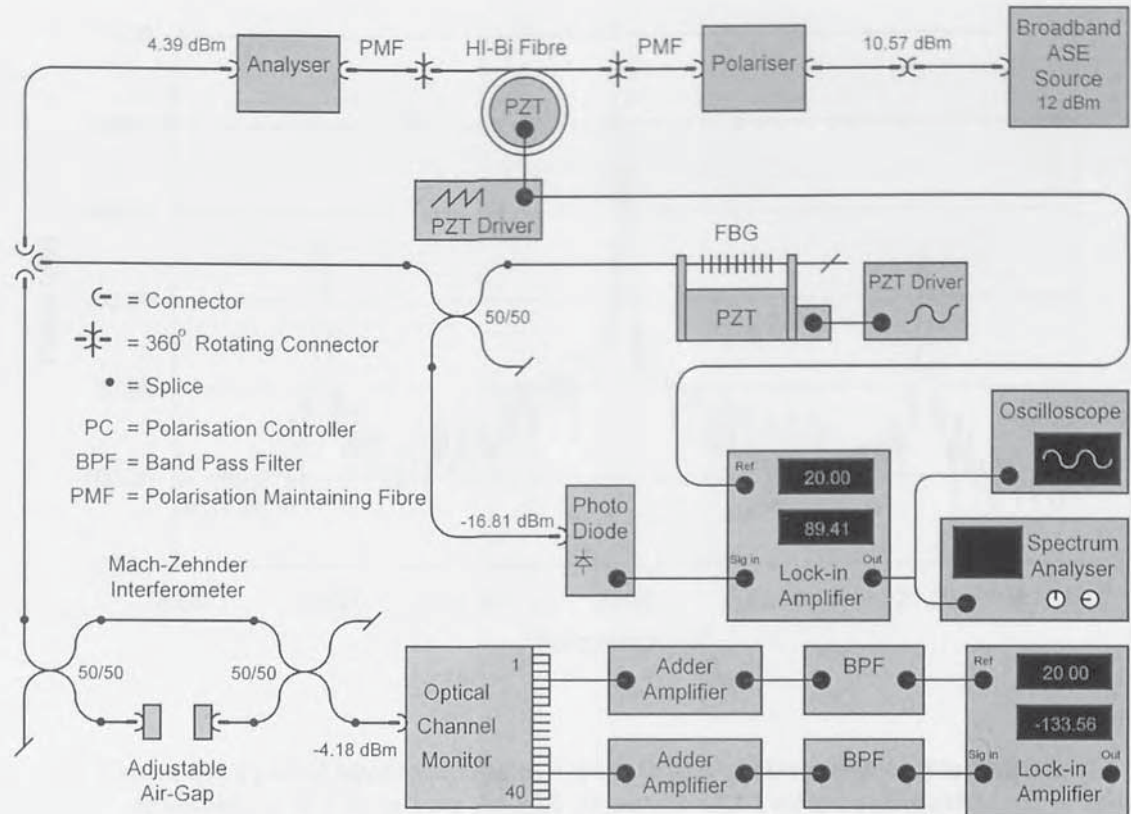 4.39 dBm
Analyser
PMF
HI-Bi Fibre
PMF
Polariser
10.57 dBm
Broadband
ASE
Source
12 dBm
PZT
PZT Driver
FBG
PZT
PZT Driver
50/50
= Connector
= 360° Rotating Connector
= Splice
PC = Polarisation Controller
BPF = Band Pass Filter
PMF = Polarisation Maintaining Fibre
-16.81 dBm
Photo
Diode
Ref
20.00
89.41
Sig in
Out
Lock-in
Amplifier
Oscilloscope
Spectrum
Analyser
Mach-Zehnder
Interferometer
50/50
50/50
Adjustable
Air-Gap
-4.18 dBm
Optical
Channel
Monitor
1
40
Adder
Amplifier
BPF
Adder
Amplifier
BPF
Ref
20.00
-133.56
Sig in
Out
Lock-in
Amplifier